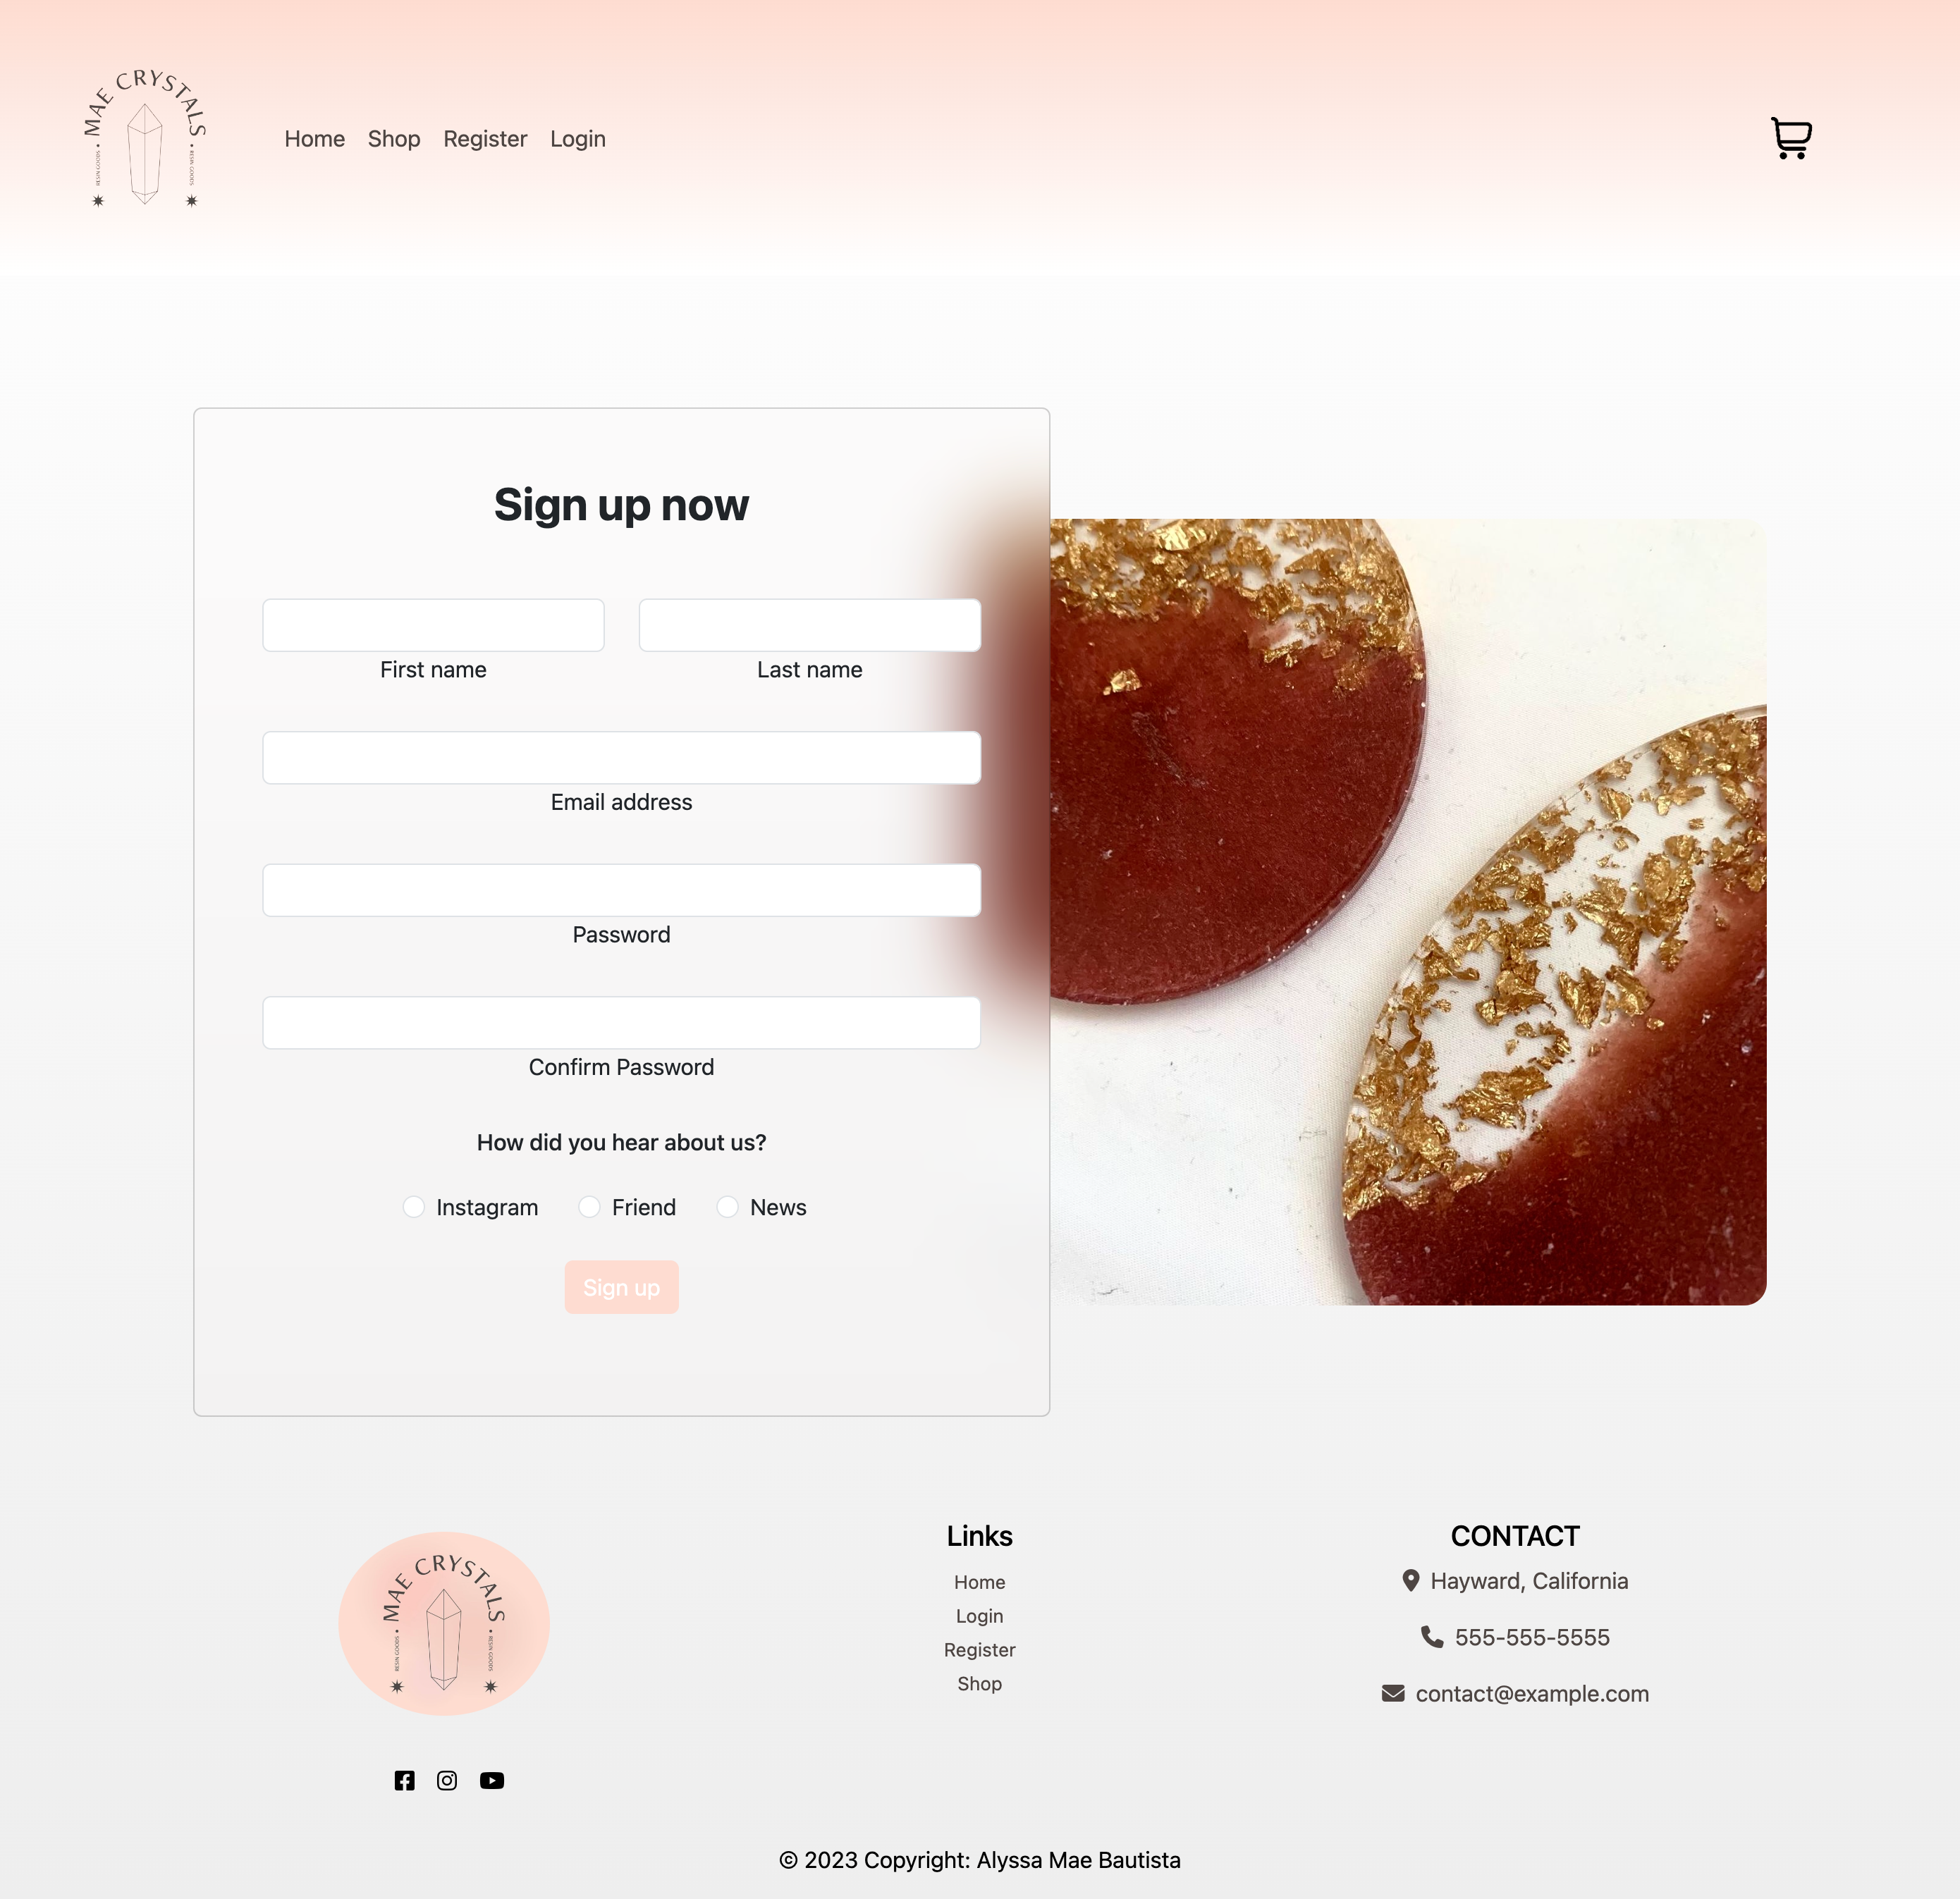 MAE CRYSTALS
RESIN GOODS
RESIN GOODS
Home Shop Register Login
Sign up now
First name Last name
Email address
Password
Confirm Password
How did you hear about us?
Instagram Friend News
Sign up
MAE CRYSTALS
RESIN GOODS
RESIN GOODS
Links
Home
Login
Register
Shop
CONTACT
Hayward, California
555-555-5555
contact@example.com
© 2023 Copyright: Alyssa Mae Bautista